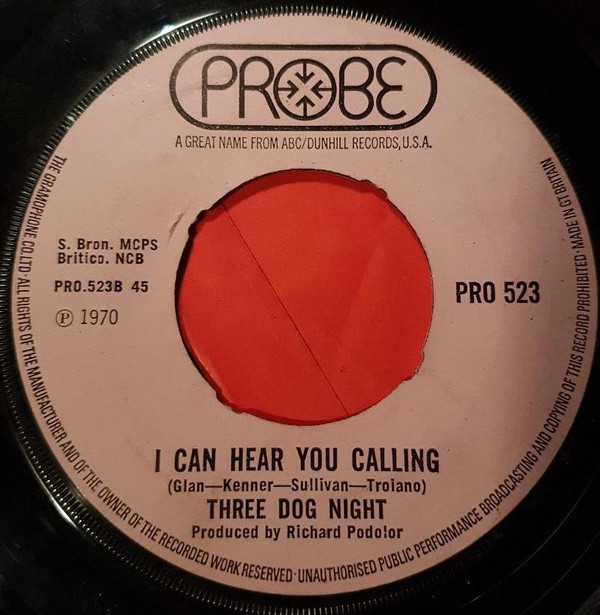 PROBE
A GREAT NAME FROM ABC/DUNHILL RECORDS, U.S.A.
S. Bron. MCPS
Britico. NCB
PRO.523B 45
℗ 1970
PRO 523
I CAN HEAR YOU CALLING
(Glan—Kenner—Sullivan—Troiano)
THREE DOG NIGHT
Produced by Richard Podolor
THE GRAMOPHONE CO. LTD · ALL RIGHTS OF THE MANUFACTURER AND OF THE OWNER OF THE RECORDED WORK RESERVED · UNAUTHORISED PUBLIC PERFORMANCE BROADCASTING AND COPYING OF THIS RECORD PROHIBITED · MADE IN GT BRITAIN